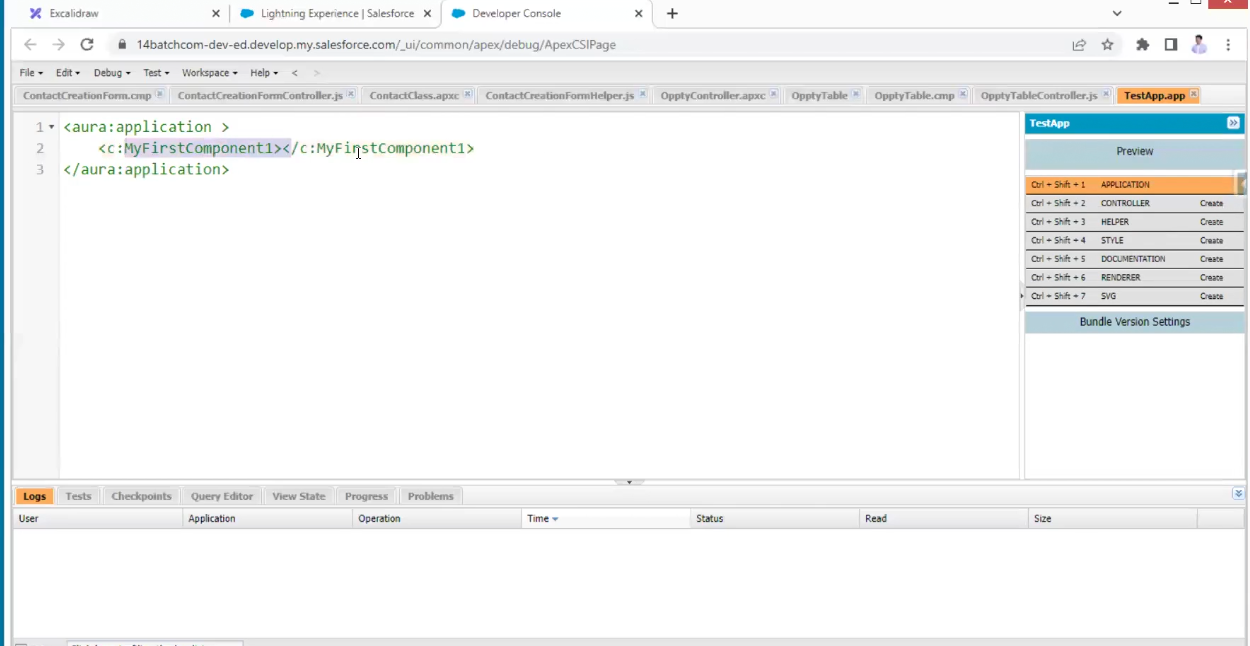 Excalidraw
Lightning Experience | Salesforce
Developer Console
14batchcom-dev-ed.develop.my.salesforce.com/_ui/common/apex/debug/ApexCSIPage
File Edit Debug Test Workspace Help < >
ContactCreationForm.cmp ContactCreationFormController.js ContactClass.apxc ContactCreationFormHelper.js OpptyController.apxc OpptyTable OpptyTable.cmp OpptyTableController.js TestApp.app
1 <aura:application >
2 <c:MyFirstComponent1></c:MyFirstComponent1>
3 </aura:application>
TestApp
Preview
Ctrl + Shift + 1 APPLICATION
Ctrl + Shift + 2 CONTROLLER Create
Ctrl + Shift + 3 HELPER Create
Ctrl + Shift + 4 STYLE Create
Ctrl + Shift + 5 DOCUMENTATION Create
Ctrl + Shift + 6 RENDERER Create
Ctrl + Shift + 7 SVG Create
Bundle Version Settings
Logs Tests Checkpoints Query Editor View State Progress Problems
User Application Operation Time Status Read Size